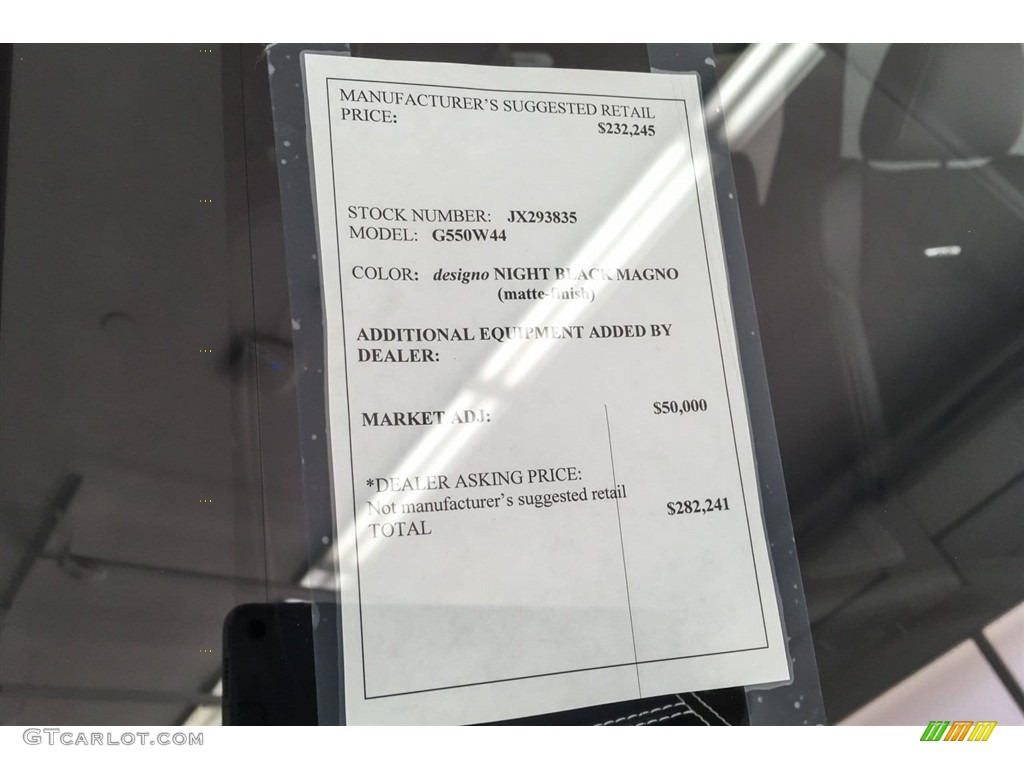 MANUFACTURER'S SUGGESTED RETAIL
PRICE: $232,245
STOCK NUMBER: JX293835
MODEL: G550W44
COLOR: designo NIGHT BLACK MAGNO
(matte-finish)
ADDITIONAL EQUIPMENT ADDED BY
DEALER:
MARKET ADJ: $50,000
*DEALER ASKING PRICE:
Not manufacturer's suggested retail
TOTAL $282,241
GTCARLOT.COM